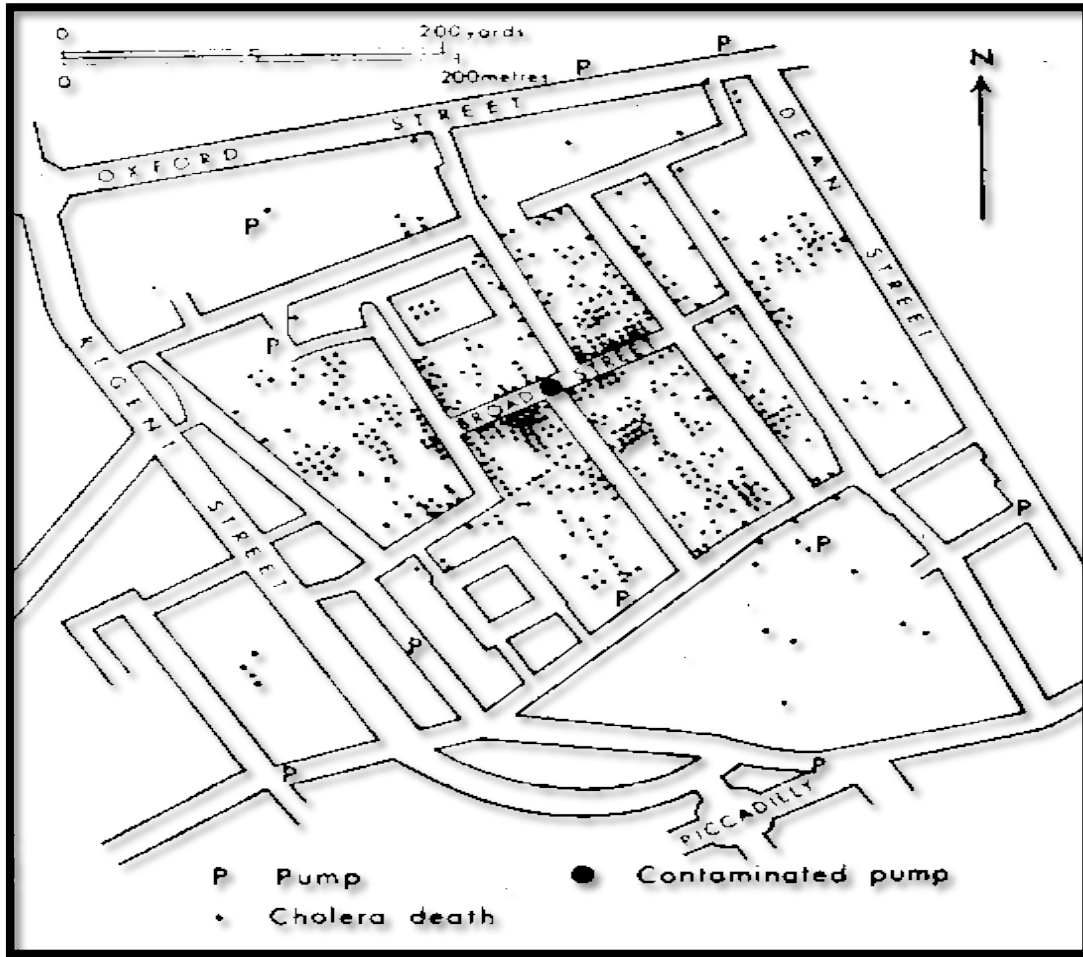 0 200 yards
0 200 metres
P
P
N
OXFORD STREET
DEAN STREET
P
P
REGENT STREET
BROAD STREET
P
P
P
P
P
P
PICCADILLY
P Pump
Contaminated pump
Cholera death